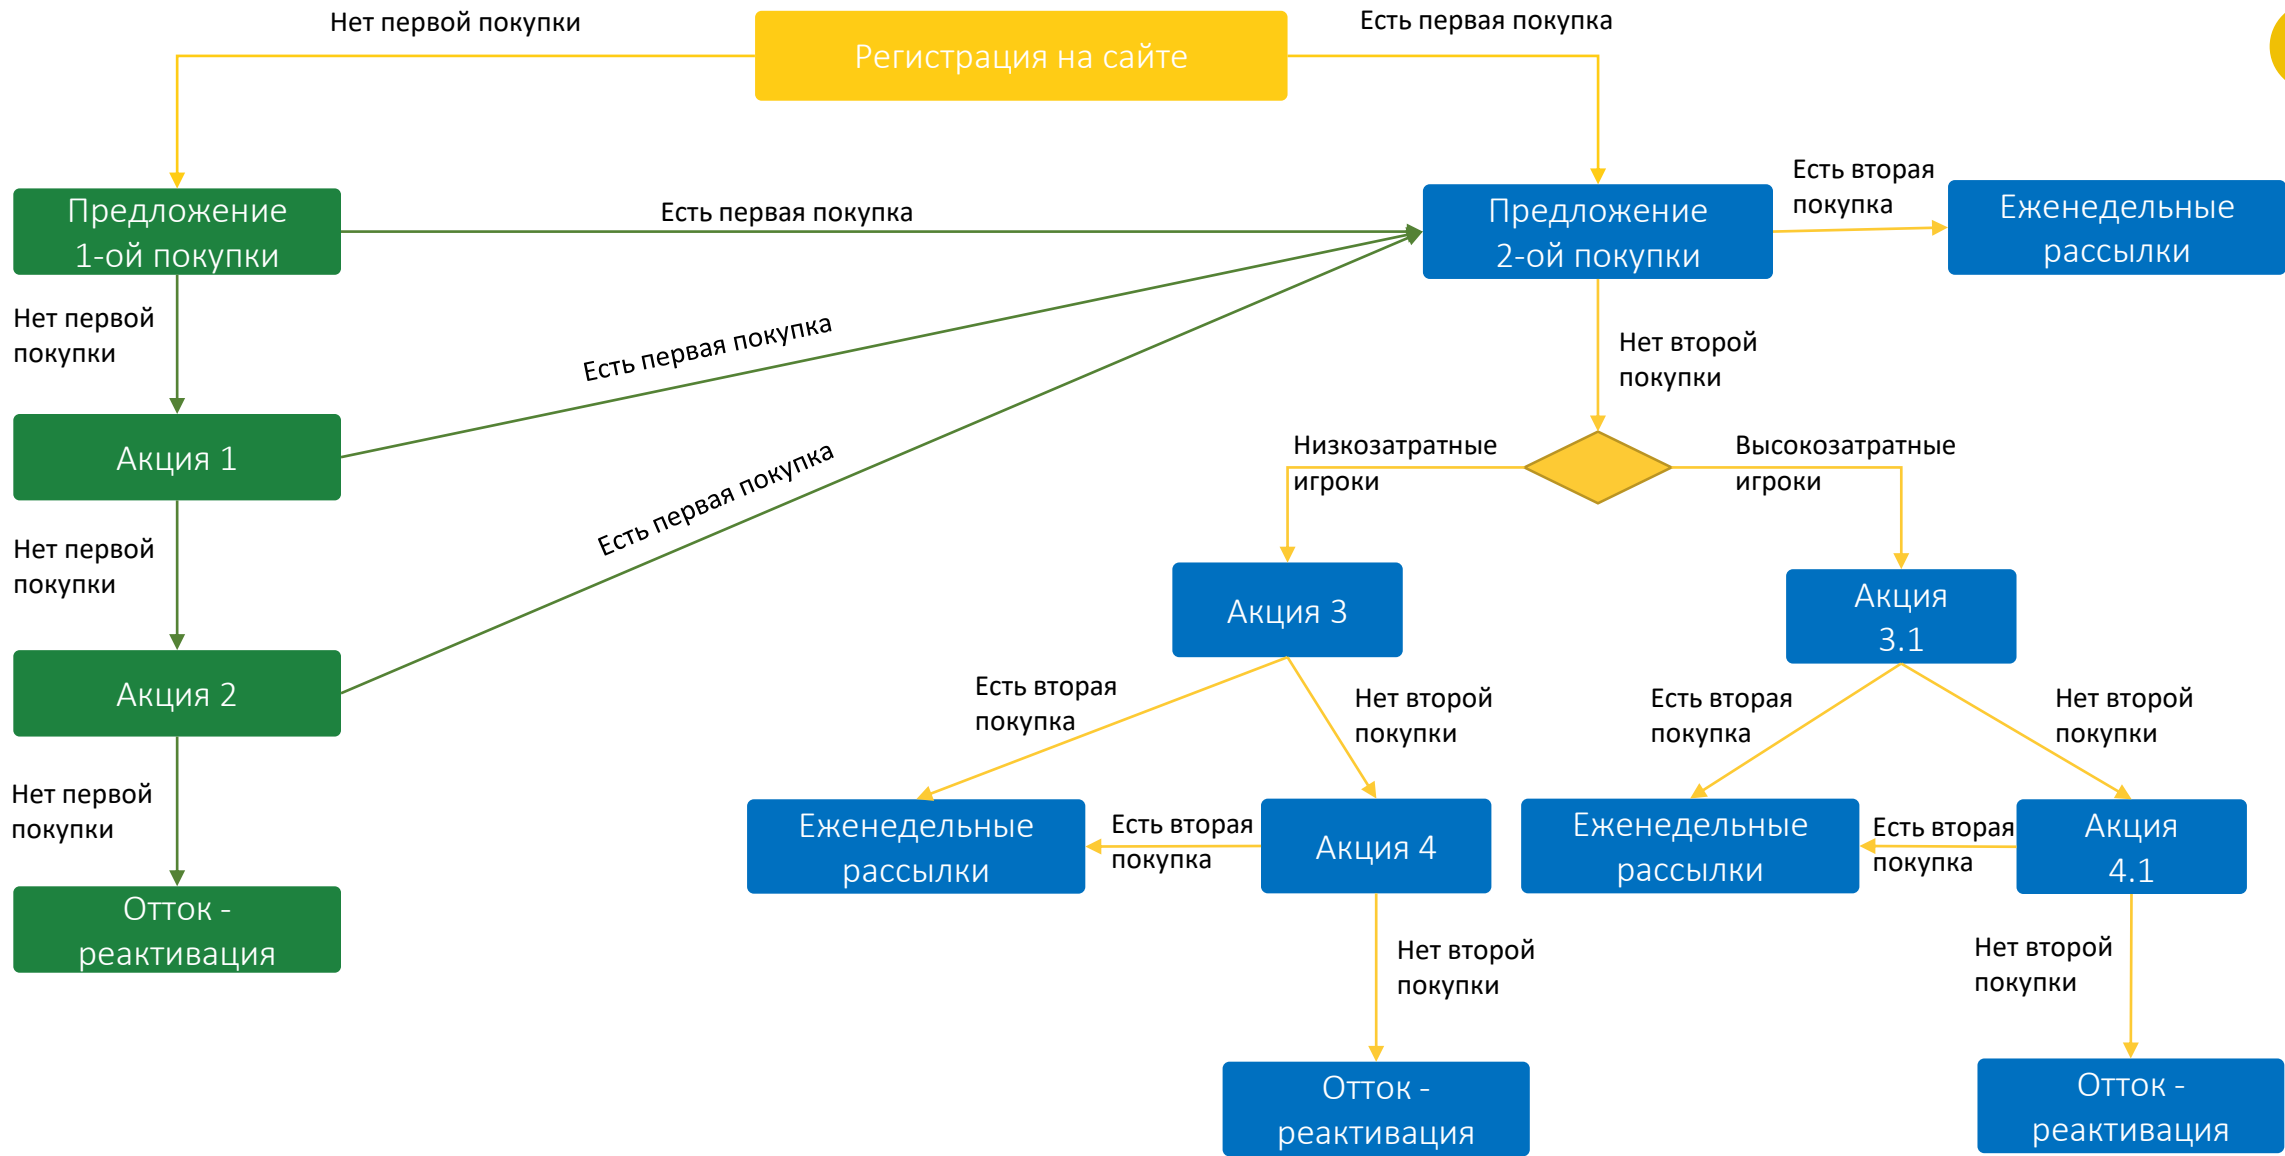 Нет первой покупки
Регистрация на сайте
Есть первая покупка
Предложение
1-ой покупки
Есть первая покупка
Предложение
2-ой покупки
Есть вторая
покупка
Еженедельные
рассылки
Нет первой
покупки
Есть первая покупка
Нет второй
покупки
Акция 1
Есть первая покупка
Низкозатратные
игроки
Высокозатратные
игроки
Нет первой
покупки
Акция 3
Акция
3.1
Акция 2
Есть вторая
покупка
Нет второй
покупки
Есть вторая
покупка
Нет второй
покупки
Нет первой
покупки
Еженедельные
рассылки
Есть вторая
покупка
Акция 4
Еженедельные
рассылки
Есть вторая
покупка
Акция
4.1
Отток -
реактивация
Нет второй
покупки
Нет второй
покупки
Отток -
реактивация
Отток -
реактивация